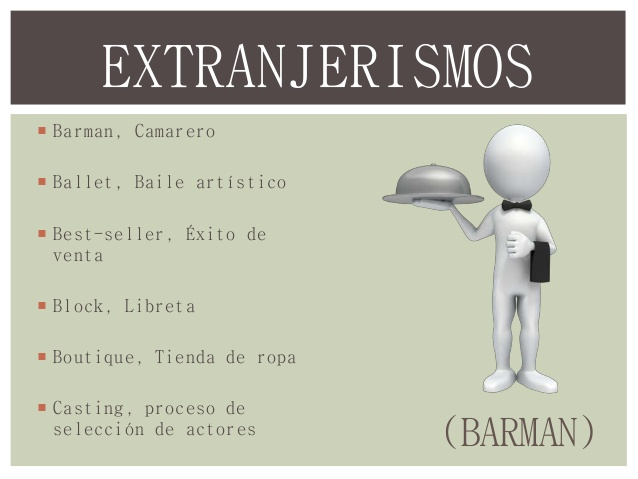 EXTRANJERISMOS
Barman, Camarero
Ballet, Baile artístico
Best-seller, Éxito de
venta
Block, Libreta
Boutique, Tienda de ropa
Casting, proceso de
selección de actores
(BARMAN)